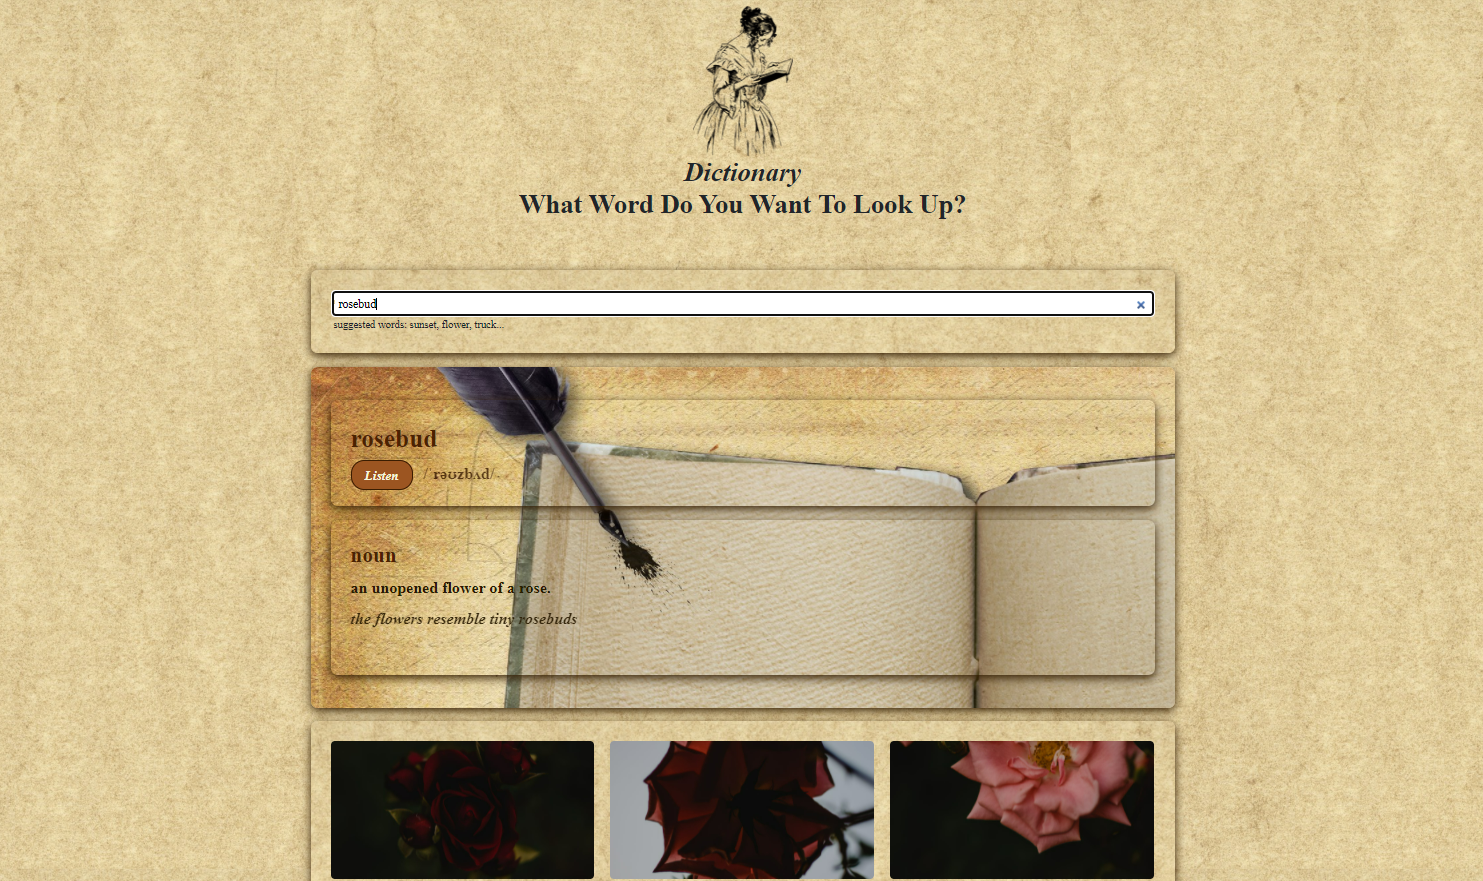 Dictionary
What Word Do You Want To Look Up?
rosebud
suggested words: sunset, flower, truck...
rosebud
Listen /ˈrəʊzbʌd/
noun
an unopened flower of a rose.
the flowers resemble tiny rosebuds